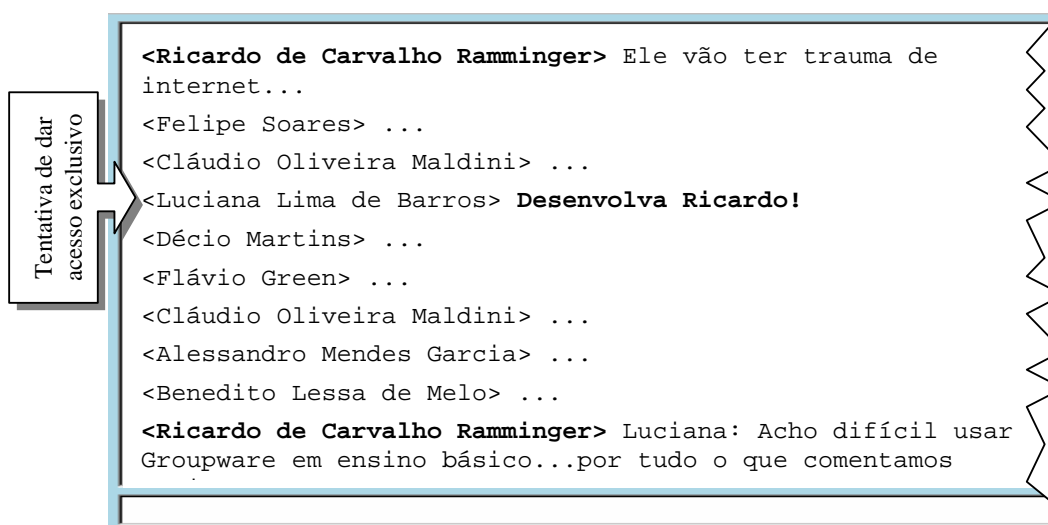 Tentativa de dar
acesso exclusivo
<Ricardo de Carvalho Ramminger> Ele vão ter trauma de
internet...
<Felipe Soares> ...
<Cláudio Oliveira Maldini> ...
<Luciana Lima de Barros> Desenvolva Ricardo!
<Décio Martins> ...
<Flávio Green> ...
<Cláudio Oliveira Maldini> ...
<Alessandro Mendes Garcia> ...
<Benedito Lessa de Melo> ...
<Ricardo de Carvalho Ramminger> Luciana: Acho difícil usar
Groupware em ensino básico...por tudo o que comentamos